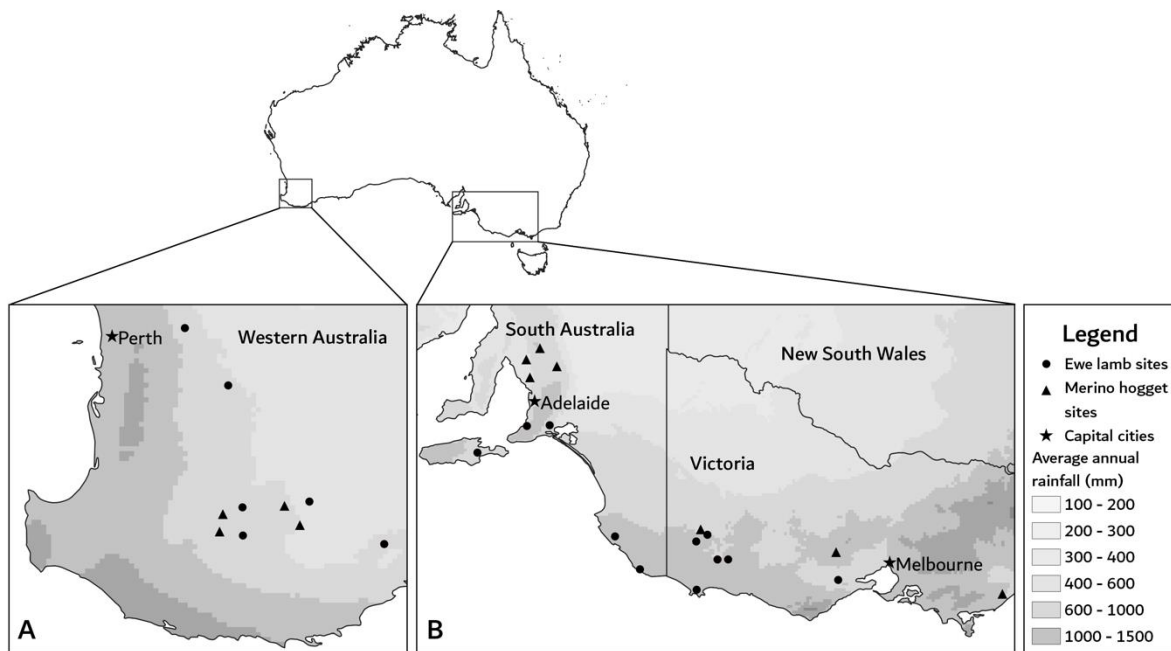 Perth
Western Australia
A
South Australia
New South Wales
Adelaide
Victoria
Melbourne
B
Legend
Ewe lamb sites
Merino hogget
sites
Capital cities
Average annual
rainfall (mm)
100 - 200
200 - 300
300 - 400
400 - 600
600 - 1000
1000 - 1500